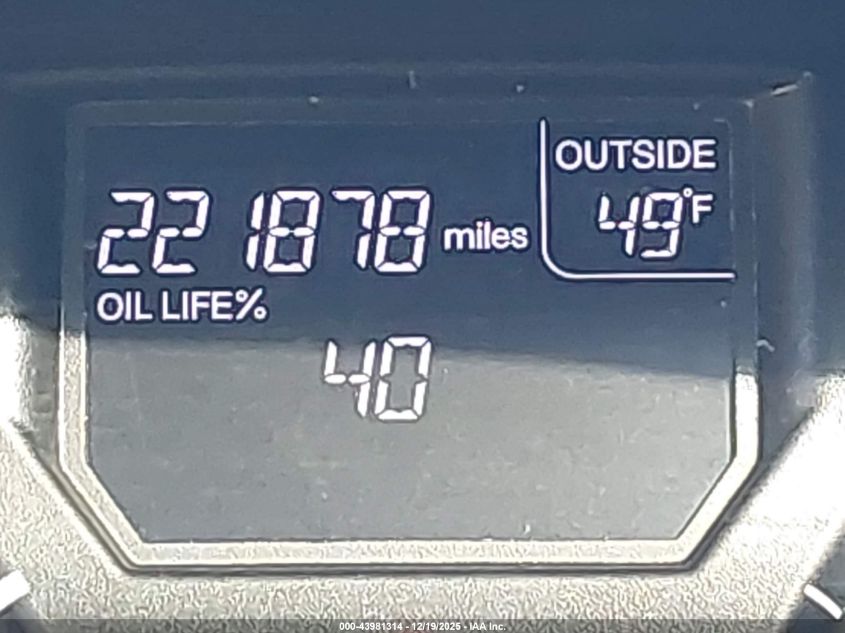 OUTSIDE
49°F
221878 miles
OIL LIFE%
40
000-43981314 - 12/19/2025 - IAA Inc.